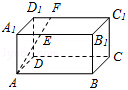 D₁ F C₁
A₁ E B₁
D C
A B